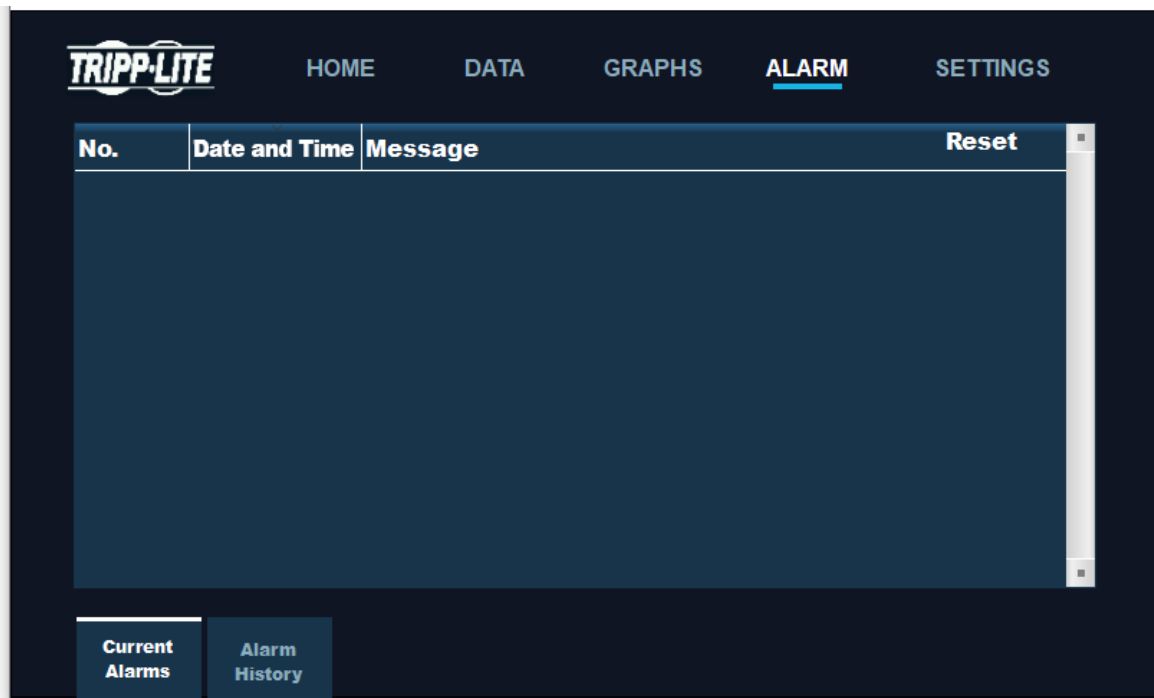 TRIPP·LITE HOME DATA GRAPHS ALARM SETTINGS
No. Date and Time Message Reset
Current Alarms
Alarm History